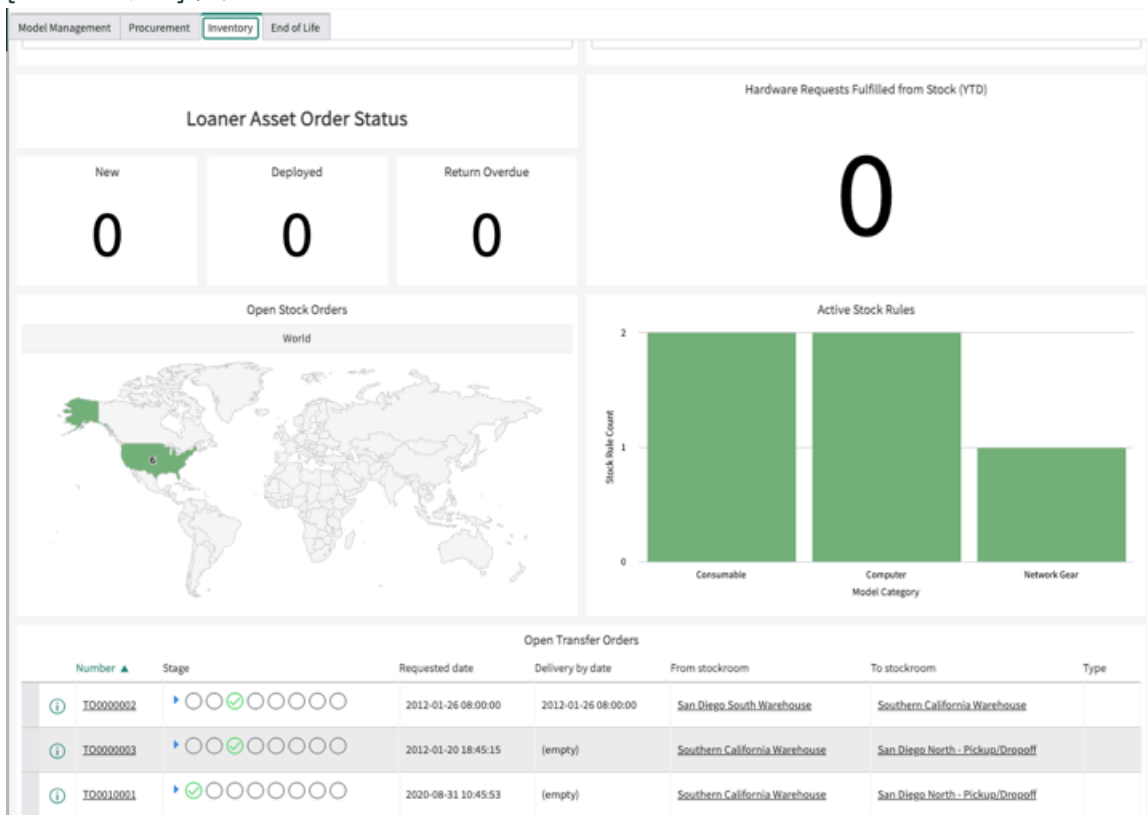 Model Management Procurement Inventory End of Life
Loaner Asset Order Status
New Deployed Return Overdue
0 0 0
Hardware Requests Fulfilled from Stock (YTD)
0
Open Stock Orders
World
6
Active Stock Rules
2
1
0
Stock Rule Count
Consumable Computer Network Gear
Model Category
Open Transfer Orders
Number ▲ Stage Requested date Delivery by date From stockroom To stockroom Type
TO0000002 2012-01-26 08:00:00 2012-01-26 08:00:00 San Diego South Warehouse Southern California Warehouse
TO0000003 2012-01-20 18:45:15 (empty) Southern California Warehouse San Diego North - Pickup/Dropoff
TO0010001 2020-08-31 10:45:53 (empty) Southern California Warehouse San Diego North - Pickup/Dropoff